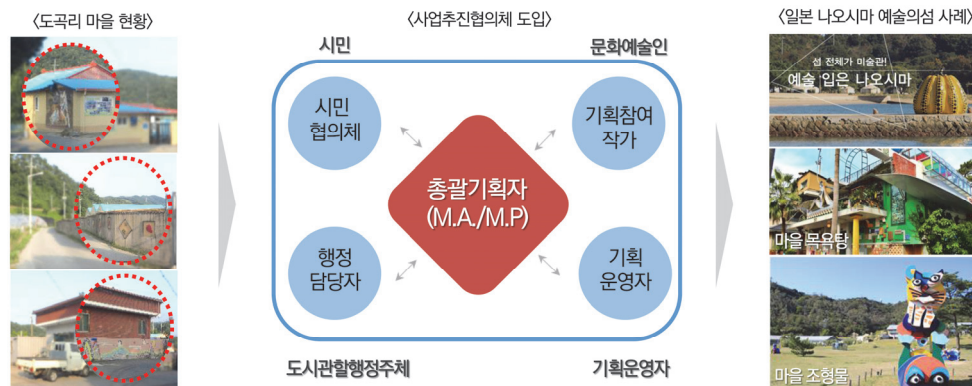 〈도곡리 마을 현황〉
〈사업추진협의체 도입〉
〈일본 나오시마 예술의섬 사례〉
시민
문화예술인
시민
협의체
기획참여
작가
총괄기획자
(M.A./M.P)
행정
담당자
기획
운영자
도시관할행정주체
기획운영자
섬 전체가 미술관!
예술 입은 나오시마
마을 목욕탕
마을 조형물